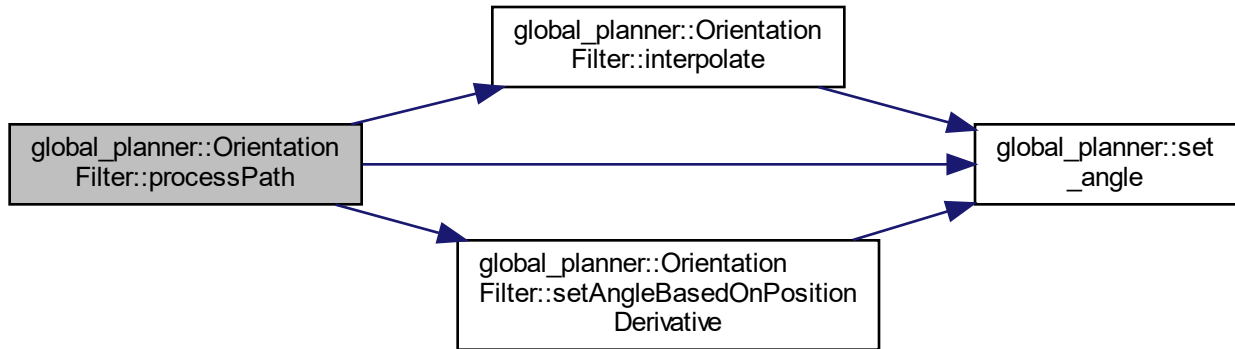 global_planner::Orientation
Filter::interpolate
global_planner::Orientation
Filter::processPath
global_planner::set
_angle
global_planner::Orientation
Filter::setAngleBasedOnPosition
Derivative